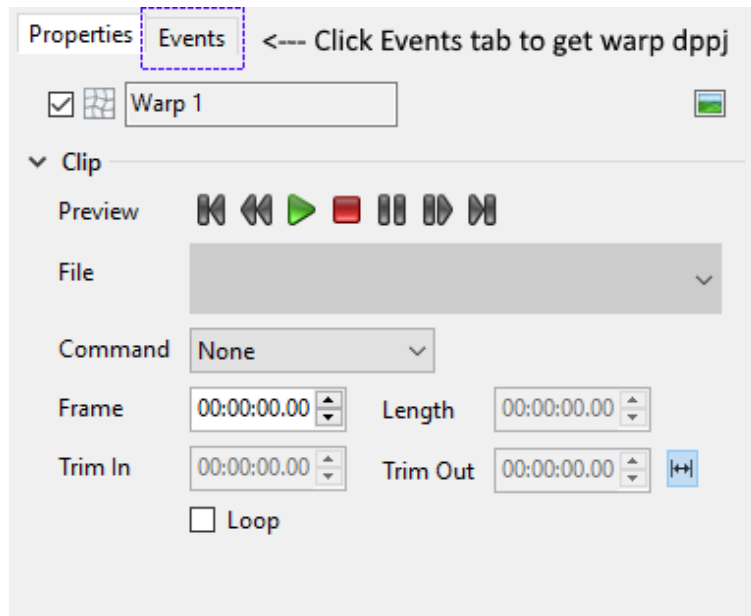 Properties Events <--- Click Events tab to get warp dppj
Warp 1
Clip
Preview
File
Command None
Frame 00:00:00.00 Length 00:00:00.00
Trim In 00:00:00.00 Trim Out 00:00:00.00
Loop